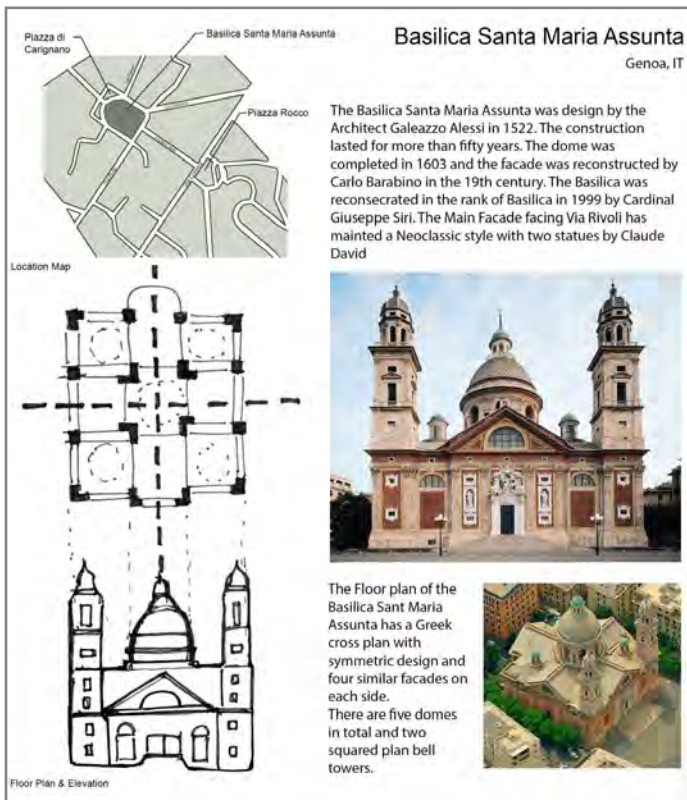 Basilica Santa Maria Assunta
Genoa, IT
Piazza di
Carignano
Basilica Santa Maria Assunta
Piazza Rocco
Location Map
The Basilica Santa Maria Assunta was design by the
Architect Galeazzo Alessi in 1522. The construction
lasted for more than fifty years. The dome was
completed in 1603 and the facade was reconstructed by
Carlo Barabino in the 19th century. The Basilica was
reconsecrated in the rank of Basilica in 1999 by Cardinal
Giuseppe Siri. The Main Facade facing Via Rivoli has
mainted a Neoclassic style with two statues by Claude
David
The Floor plan of the
Basilica Sant Maria
Assunta has a Greek
cross plan with
symmetric design and
four similar facades on
each side.
There are five domes
in total and two
squared plan bell
towers.
Floor Plan & Elevation